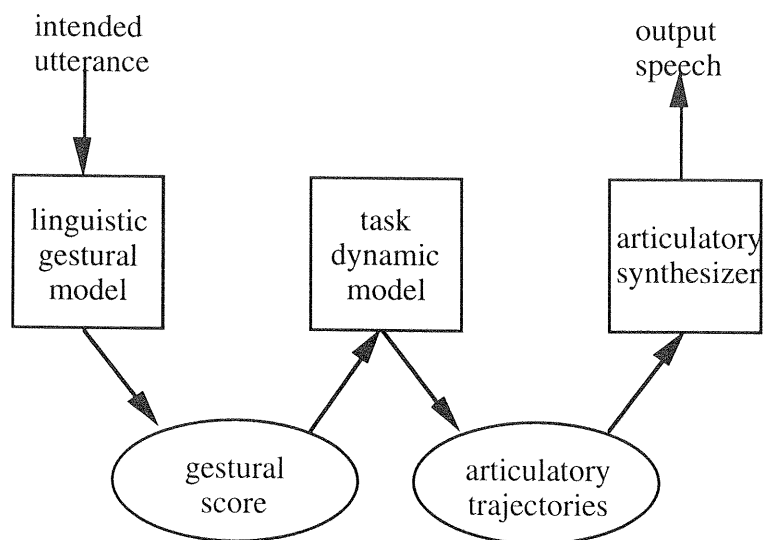 intended
utterance
output
speech
linguistic
gestural
model
task
dynamic
model
articulatory
synthesizer
gestural
score
articulatory
trajectories